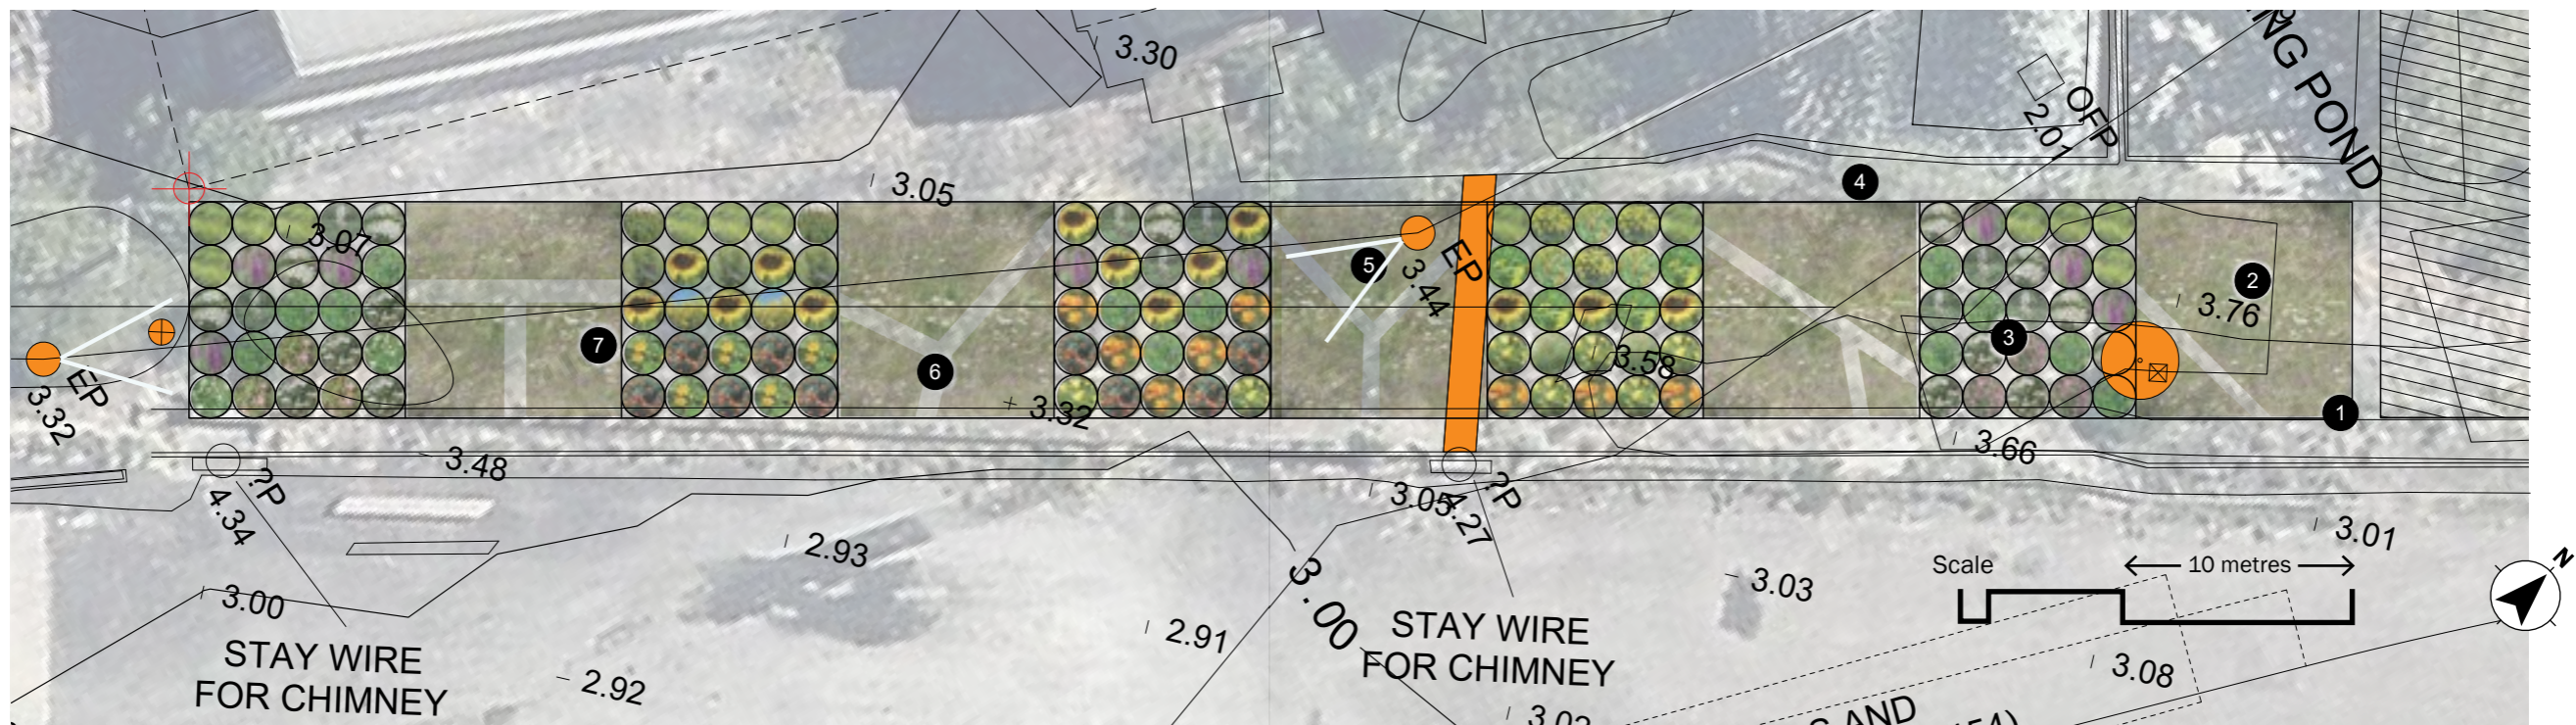 3.30
NG POND
OFP
2.01
3.05
4
3.07
5
EP
3.44
2
3.76
3
7
6
3.58
EP
3.32
3.32
1
3.66
3.48
?P
4.34
?P
3.05
4.27
3.01
2.93
Scale
10 metres
N
3.00
3.00
3.03
2.91
STAY WIRE
FOR CHIMNEY
STAY WIRE
FOR CHIMNEY
2.92
3.08
S AND